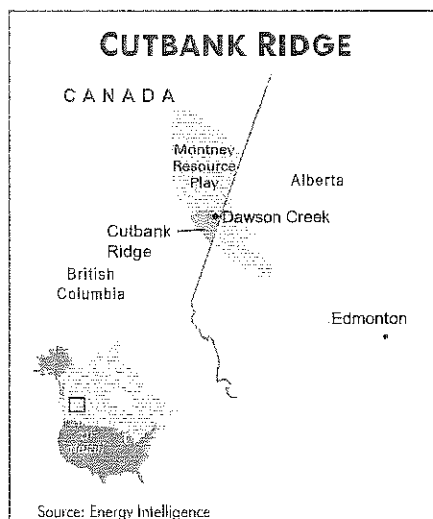 CUTBANK RIDGE
CANADA
Montney
Resource
Play
Alberta
Dawson Creek
Cutbank
Ridge
British
Columbia
Edmonton
Source: Energy Intelligence